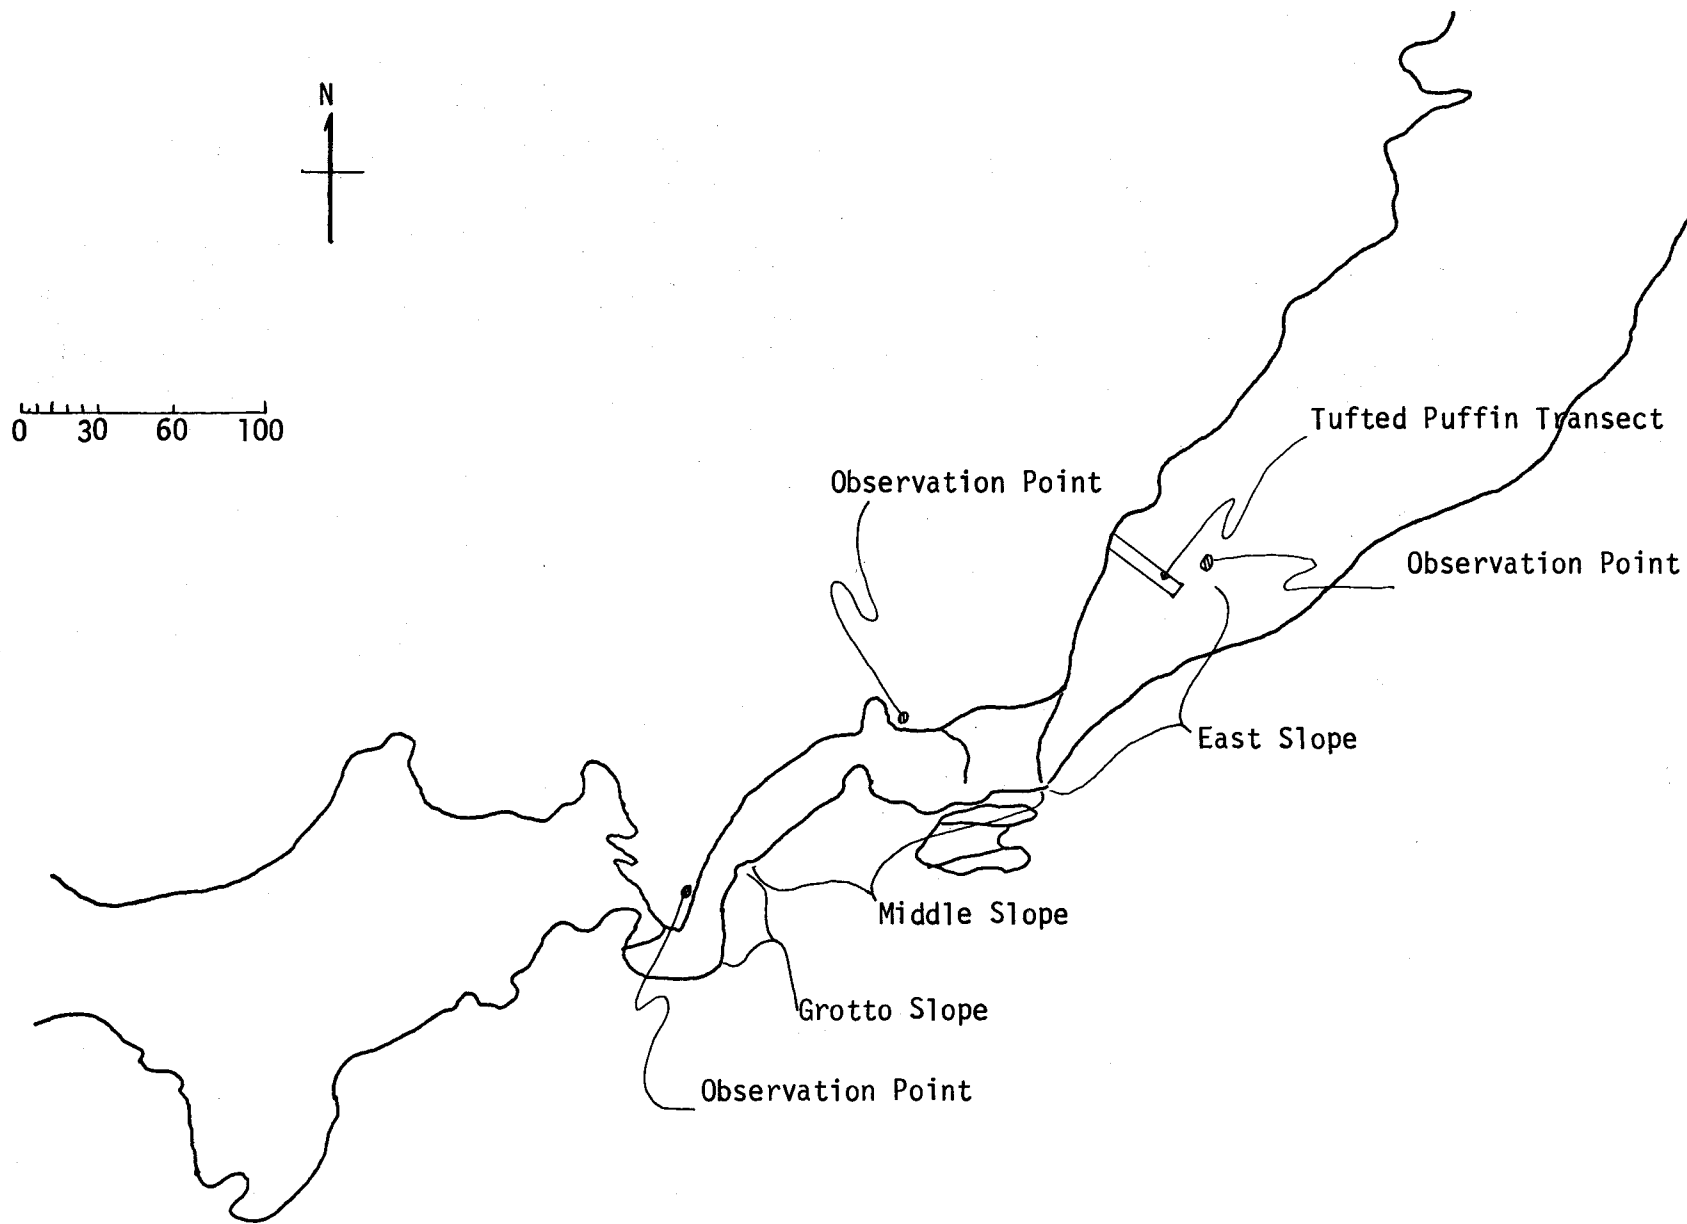 N
0 30 60 100
Tufted Puffin Transect
Observation Point
Observation Point
East Slope
Middle Slope
Grotto Slope
Observation Point